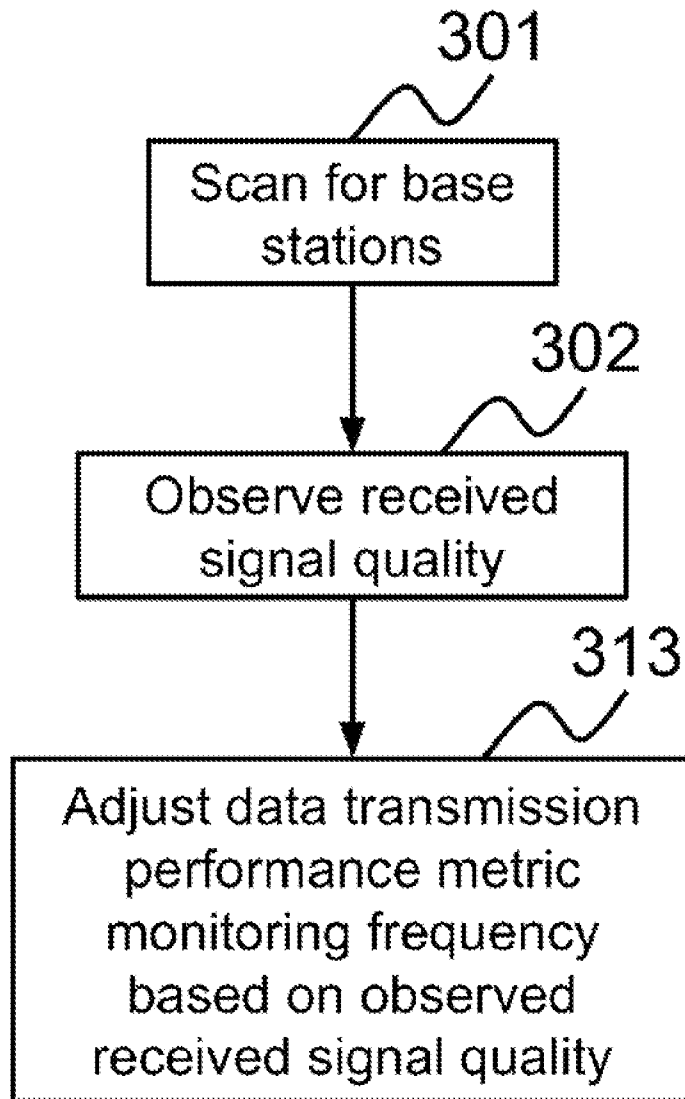 301
Scan for base
stations
302
Observe received
signal quality
313
Adjust data transmission
performance metric
monitoring frequency
based on observed
received signal quality